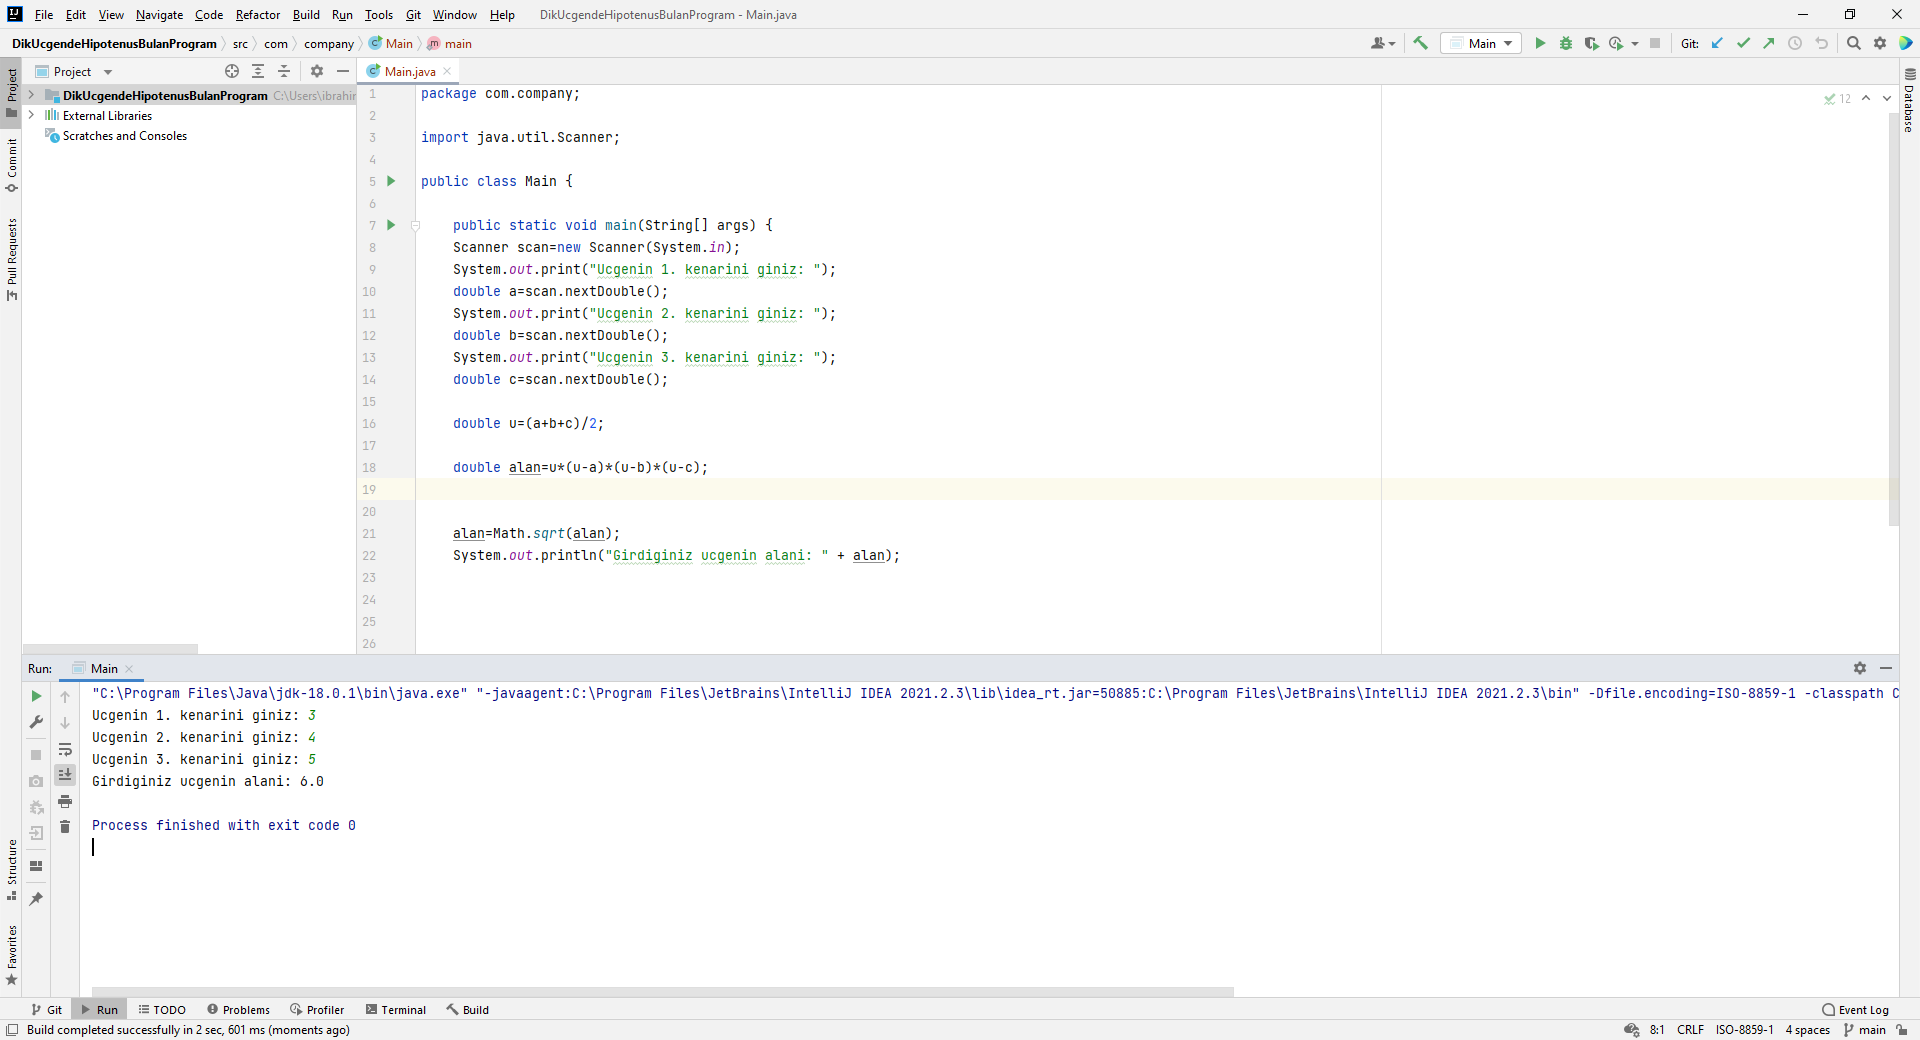 File Edit View Navigate Code Refactor Build Run Tools Git Window Help DikUcgendeHipotenusBulanProgram - Main.java
DikUcgendeHipotenusBulanProgram src com company Main main Main Git:
Project
Main.java
DikUcgendeHipotenusBulanProgram C:\Users\ibrahim
External Libraries
Scratches and Consoles
Project
Commit
Pull Requests
Structure
Favorites
Database
12
1 package com.company;
2
3 import java.util.Scanner;
4
5 public class Main {
6
7 public static void main(String[] args) {
8 Scanner scan=new Scanner(System.in);
9 System.out.print("Ucgenin 1. kenarini giniz: ");
10 double a=scan.nextDouble();
11 System.out.print("Ucgenin 2. kenarini giniz: ");
12 double b=scan.nextDouble();
13 System.out.print("Ucgenin 3. kenarini giniz: ");
14 double c=scan.nextDouble();
15
16 double u=(a+b+c)/2;
17
18 double alan=u*(u-a)*(u-b)*(u-c);
19
20
21 alan=Math.sqrt(alan);
22 System.out.println("Girdiginiz ucgenin alani: " + alan);
23
24
25
26
Run: Main
"C:\Program Files\Java\jdk-18.0.1\bin\java.exe" "-javaagent:C:\Program Files\JetBrains\IntelliJ IDEA 2021.2.3\lib\idea_rt.jar=50885:C:\Program Files\JetBrains\IntelliJ IDEA 2021.2.3\bin" -Dfile.encoding=ISO-8859-1 -classpath C
Ucgenin 1. kenarini giniz: 3
Ucgenin 2. kenarini giniz: 4
Ucgenin 3. kenarini giniz: 5
Girdiginiz ucgenin alani: 6.0
Process finished with exit code 0
Git Run TODO Problems Profiler Terminal Build Event Log
Build completed successfully in 2 sec, 601 ms (moments ago) 8:1 CRLF ISO-8859-1 4 spaces main